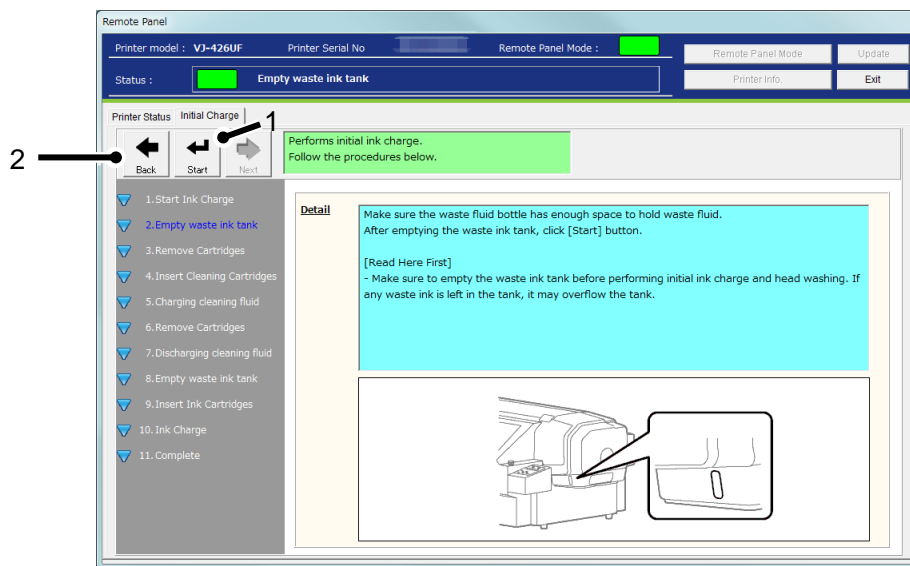 Remote Panel
Printer model : VJ-426UF Printer Serial No Remote Panel Mode :
Remote Panel Mode Update
Status : Empty waste ink tank
Printer Info. Exit
Printer Status Initial Charge
1
2
Back Start Next
Performs initial ink charge.
Follow the procedures below.
1.Start Ink Charge
2.Empty waste ink tank
3.Remove Cartridges
4.Insert Cleaning Cartridges
5.Charging cleaning fluid
6.Remove Cartridges
7.Discharging cleaning fluid
8.Empty waste ink tank
9.Insert Ink Cartridges
10.Ink Charge
11.Complete
Detail
Make sure the waste fluid bottle has enough space to hold waste fluid.
After emptying the waste ink tank, click [Start] button.
[Read Here First]
- Make sure to empty the waste ink tank before performing initial ink charge and head washing. If
any waste ink is left in the tank, it may overflow the tank.